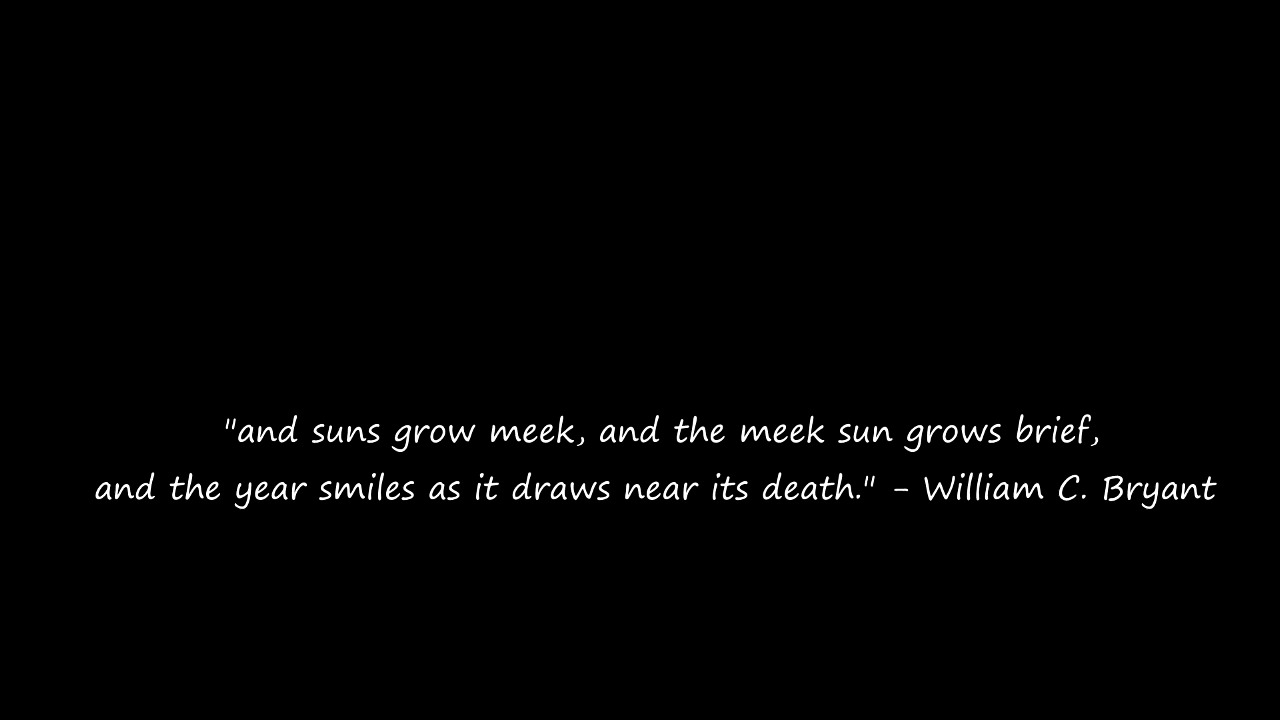 "and suns grow meek, and the meek sun grows brief,
and the year smiles as it draws near its death." - William C. Bryant